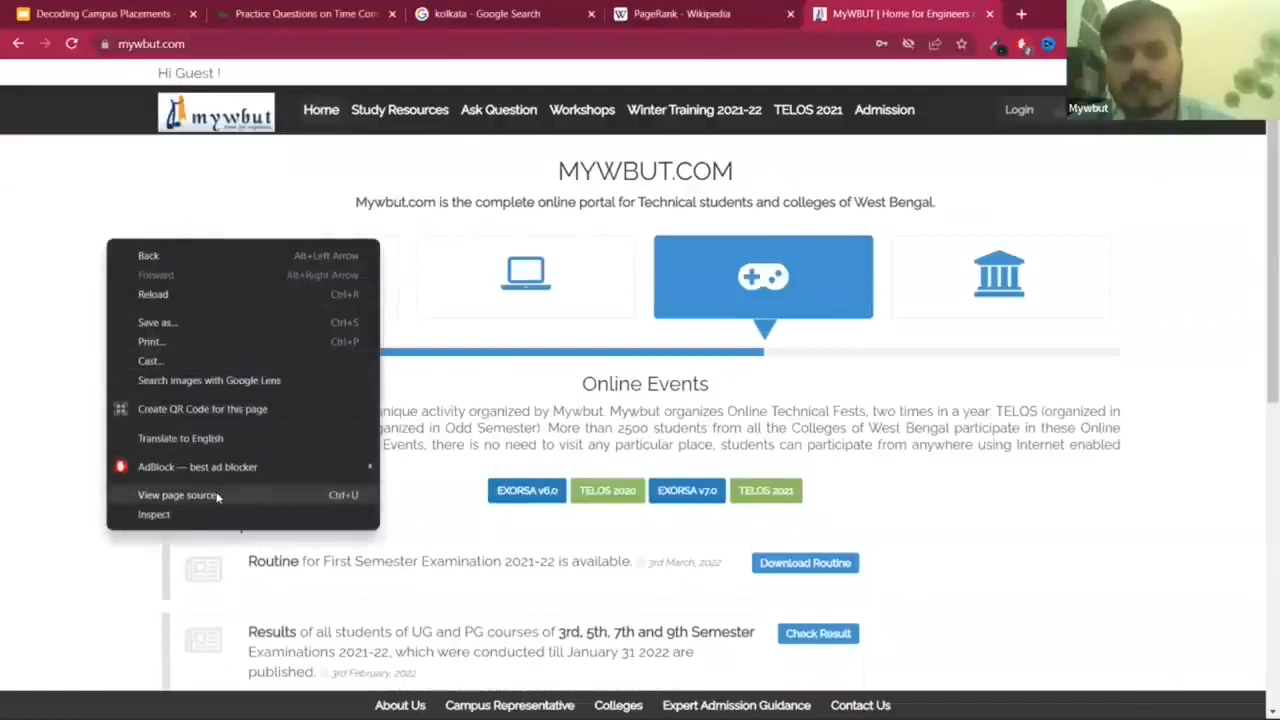 Decoding Campus Placements -
Practice Questions on Time Com
kolkata - Google Search
PageRank - Wikipedia
MyWBUT | Home for Engineers
mywbut.com
Hi Guest !
mywbut
Home
Study Resources
Ask Question
Workshops
Winter Training 2021-22
TELOS 2021
Admission
Login
Mywbut
MYWBUT.COM
Mywbut.com is the complete online portal for Technical students and colleges of West Bengal.
Back Alt+Left Arrow
Forward Alt+Right Arrow
Reload Ctrl+R
Save as... Ctrl+S
Print... Ctrl+P
Cast...
Search images with Google Lens
Create QR Code for this page
Translate to English
AdBlock — best ad blocker
View page source Ctrl+U
Inspect
Online Events
nique activity organized by Mywbut. Mywbut organizes Online Technical Fests, two times in a year: TELOS (organized in
anized in Odd Semester) More than 2500 students from all the Colleges of West Bengal participate in these Online
Events, there is no need to visit any particular place, students can participate from anywhere using Internet enabled
EXORSA v6.0
TELOS 2020
EXORSA v7.0
TELOS 2021
Routine for First Semester Examination 2021-22 is available. 3rd March, 2022
Download Routine
Results of all students of UG and PG courses of 3rd, 5th, 7th and 9th Semester
Examinations 2021-22, which were conducted till January 31 2022 are
published. 3rd February, 2022
Check Result
About Us
Campus Representative
Colleges
Expert Admission Guidance
Contact Us